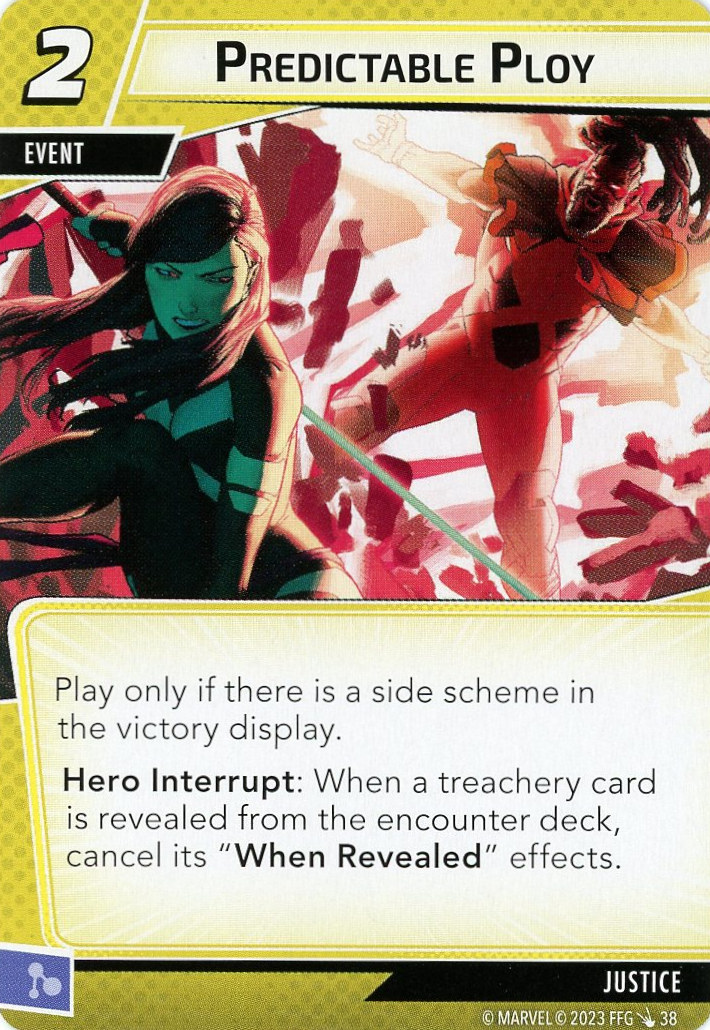 2
PREDICTABLE PLOY
EVENT
Play only if there is a side scheme in
the victory display.
Hero Interrupt: When a treachery card
is revealed from the encounter deck,
cancel its “When Revealed” effects.
JUSTICE
© MARVEL © 2023 FFG 38